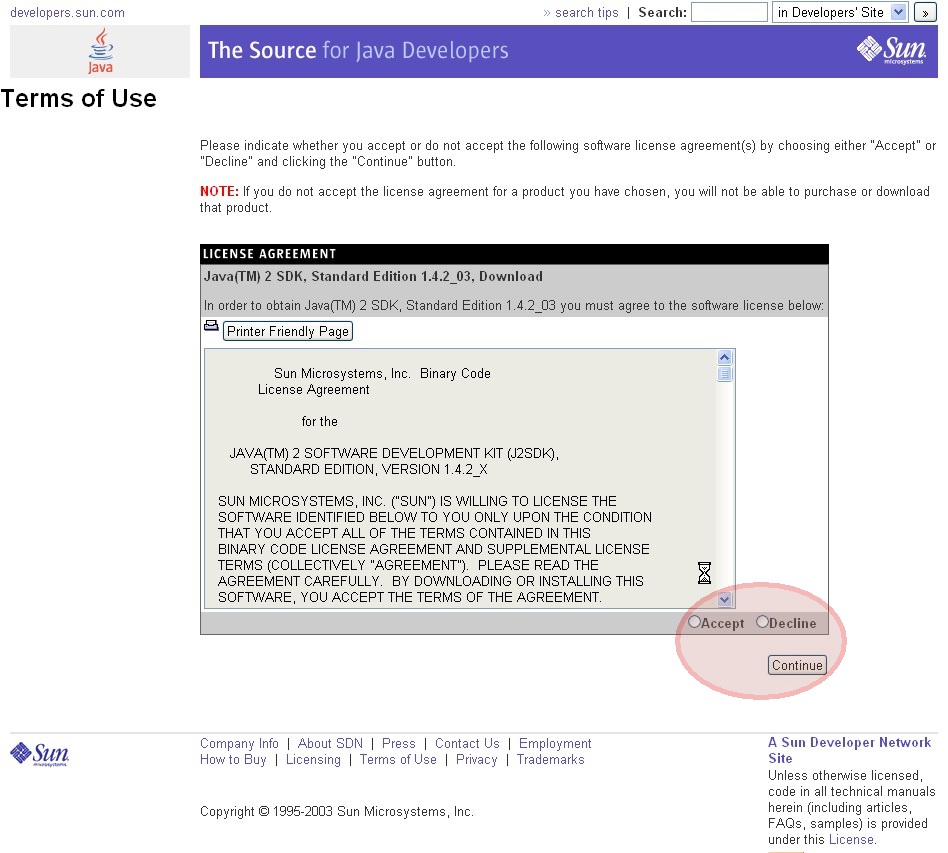 developers.sun.com
» search tips | Search: in Developers' Site »
Java
The Source for Java Developers
Sun
microsystems
Terms of Use
Please indicate whether you accept or do not accept the following software license agreement(s) by choosing either "Accept" or
"Decline" and clicking the "Continue" button.
NOTE: If you do not accept the license agreement for a product you have chosen, you will not be able to purchase or download
that product.
LICENSE AGREEMENT
Java(TM) 2 SDK, Standard Edition 1.4.2_03, Download
In order to obtain Java(TM) 2 SDK, Standard Edition 1.4.2_03 you must agree to the software license below:
Printer Friendly Page
Sun Microsystems, Inc. Binary Code
License Agreement
for the
JAVA(TM) 2 SOFTWARE DEVELOPMENT KIT (J2SDK),
STANDARD EDITION, VERSION 1.4.2_X
SUN MICROSYSTEMS, INC. ("SUN") IS WILLING TO LICENSE THE
SOFTWARE IDENTIFIED BELOW TO YOU ONLY UPON THE CONDITION
THAT YOU ACCEPT ALL OF THE TERMS CONTAINED IN THIS
BINARY CODE LICENSE AGREEMENT AND SUPPLEMENTAL LICENSE
TERMS (COLLECTIVELY "AGREEMENT"). PLEASE READ THE
AGREEMENT CAREFULLY. BY DOWNLOADING OR INSTALLING THIS
SOFTWARE, YOU ACCEPT THE TERMS OF THE AGREEMENT.
Accept Decline
Continue
Sun
microsystems
Company Info | About SDN | Press | Contact Us | Employment
How to Buy | Licensing | Terms of Use | Privacy | Trademarks
Copyright © 1995-2003 Sun Microsystems, Inc.
A Sun Developer Network
Site
Unless otherwise licensed,
code in all technical manuals
herein (including articles,
FAQs, samples) is provided
under this License.